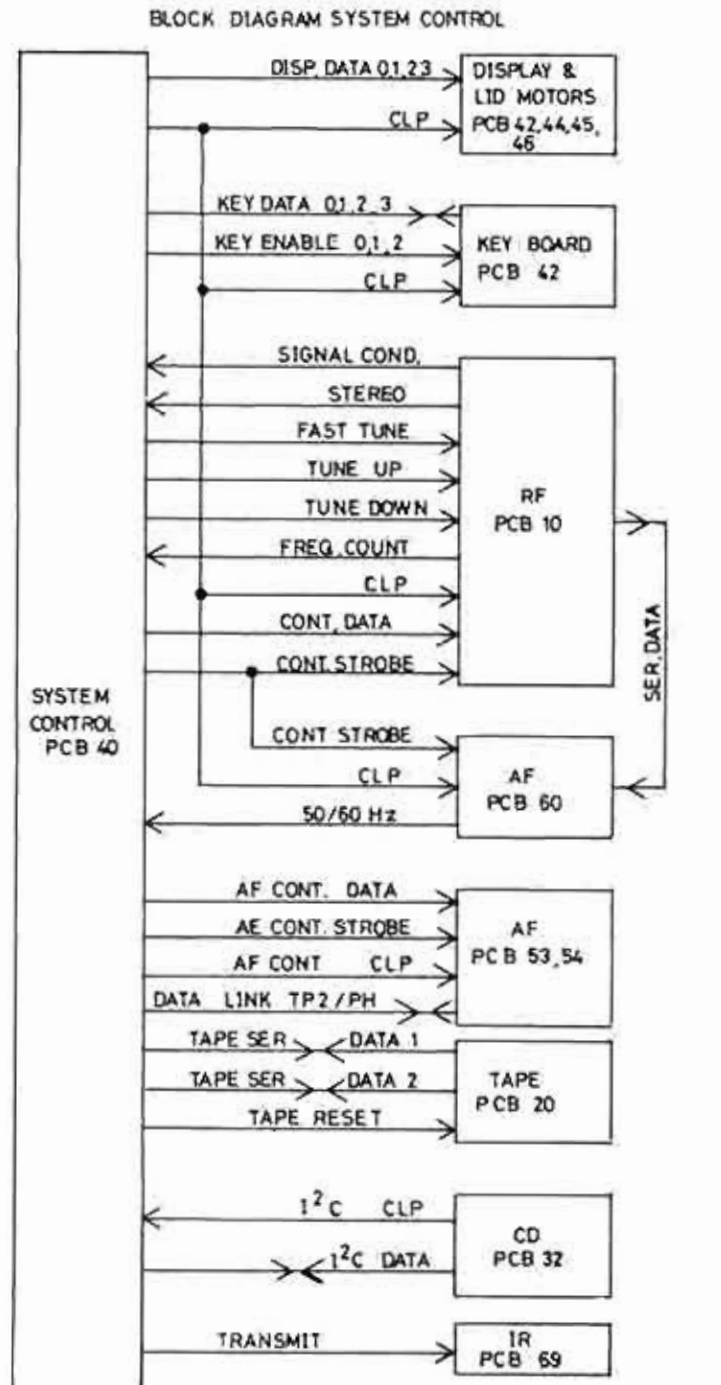 BLOCK DIAGRAM SYSTEM CONTROL
DISP. DATA 0,1,2,3
DISPLAY &
LID MOTORS
PCB 42,44,45,
46
CLP
KEY DATA 0,1,2,3
KEY ENABLE 0,1,2
CLP
KEY BOARD
PCB 42
SIGNAL COND.
STEREO
FAST TUNE
TUNE UP
TUNE DOWN
FREQ. COUNT
CLP
CONT. DATA
CONT. STROBE
RF
PCB 10
SER. DATA
SYSTEM
CONTROL
PCB 40
CONT STROBE
CLP
50/60 Hz
AF
PCB 60
AF CONT. DATA
AE CONT. STROBE
AF CONT CLP
DATA LINK TP2/PH
AF
PCB 53,54
TAPE SER DATA 1
TAPE SER DATA 2
TAPE RESET
TAPE
PCB 20
I²C CLP
I²C DATA
CD
PCB 32
TRANSMIT
IR
PCB 69